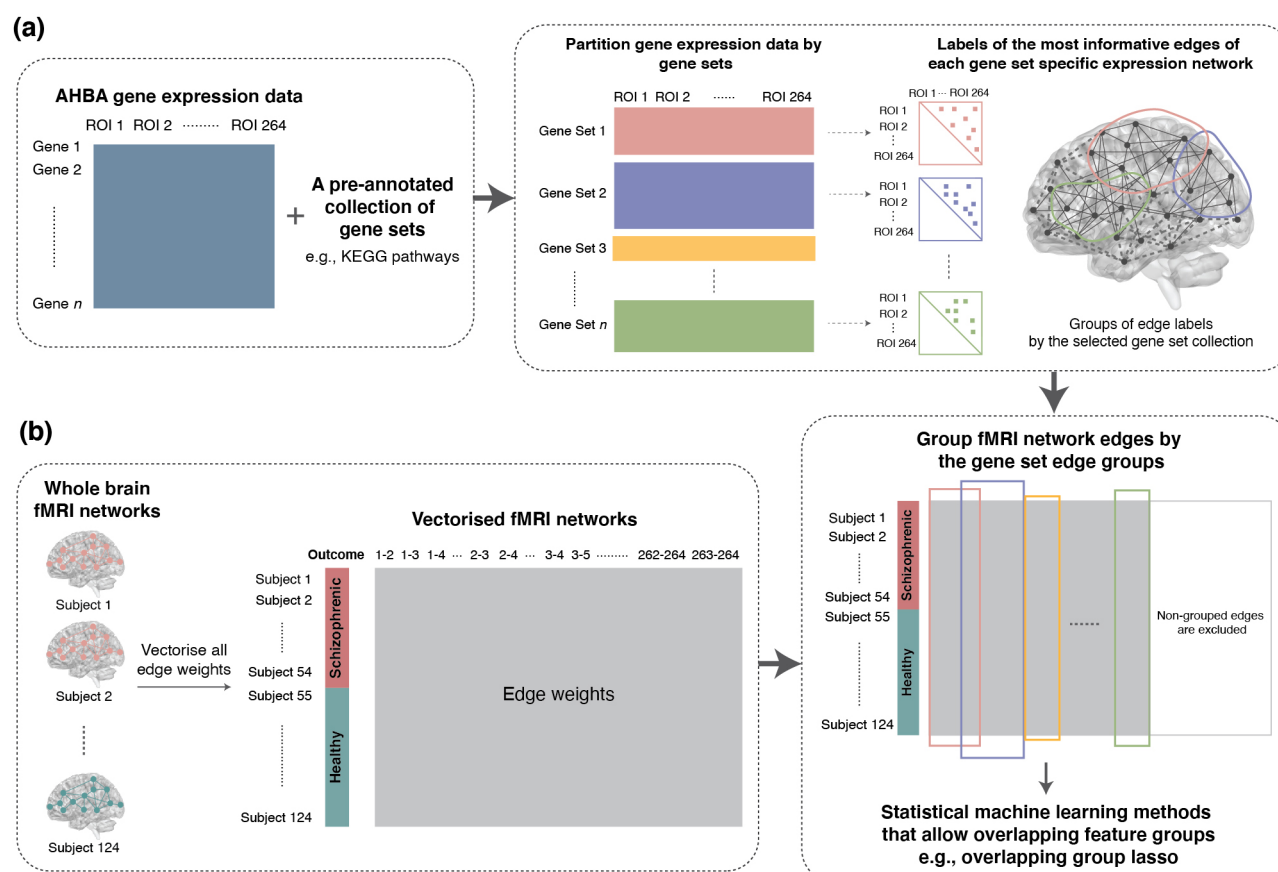 (a)
AHBA gene expression data
ROI 1 ROI 2 ········· ROI 264
Gene 1
Gene 2
Gene n
+
A pre-annotated
collection of
gene sets
e.g., KEGG pathways
Partition gene expression data by
gene sets
ROI 1 ROI 2 ...... ROI 264
Gene Set 1
Gene Set 2
Gene Set 3
Gene Set n
Labels of the most informative edges of
each gene set specific expression network
ROI 1 ··· ROI 264
ROI 1
ROI 2
ROI 264
ROI 1
ROI 2
ROI 264
ROI 1
ROI 2
ROI 264
Groups of edge labels
by the selected gene set collection
(b)
Whole brain
fMRI networks
Subject 1
Subject 2
Subject 124
Vectorise all
edge weights
Vectorised fMRI networks
Outcome 1-2 1-3 1-4 ··· 2-3 2-4 ··· 3-4 3-5 ········· 262-264 263-264
Subject 1
Subject 2
Subject 54
Subject 55
Subject 124
Schizophrenic
Healthy
Edge weights
Group fMRI network edges by
the gene set edge groups
Subject 1
Subject 2
Subject 54
Subject 55
Subject 124
Schizophrenic
Healthy
......
Non-grouped edges
are excluded
Statistical machine learning methods
that allow overlapping feature groups
e.g., overlapping group lasso